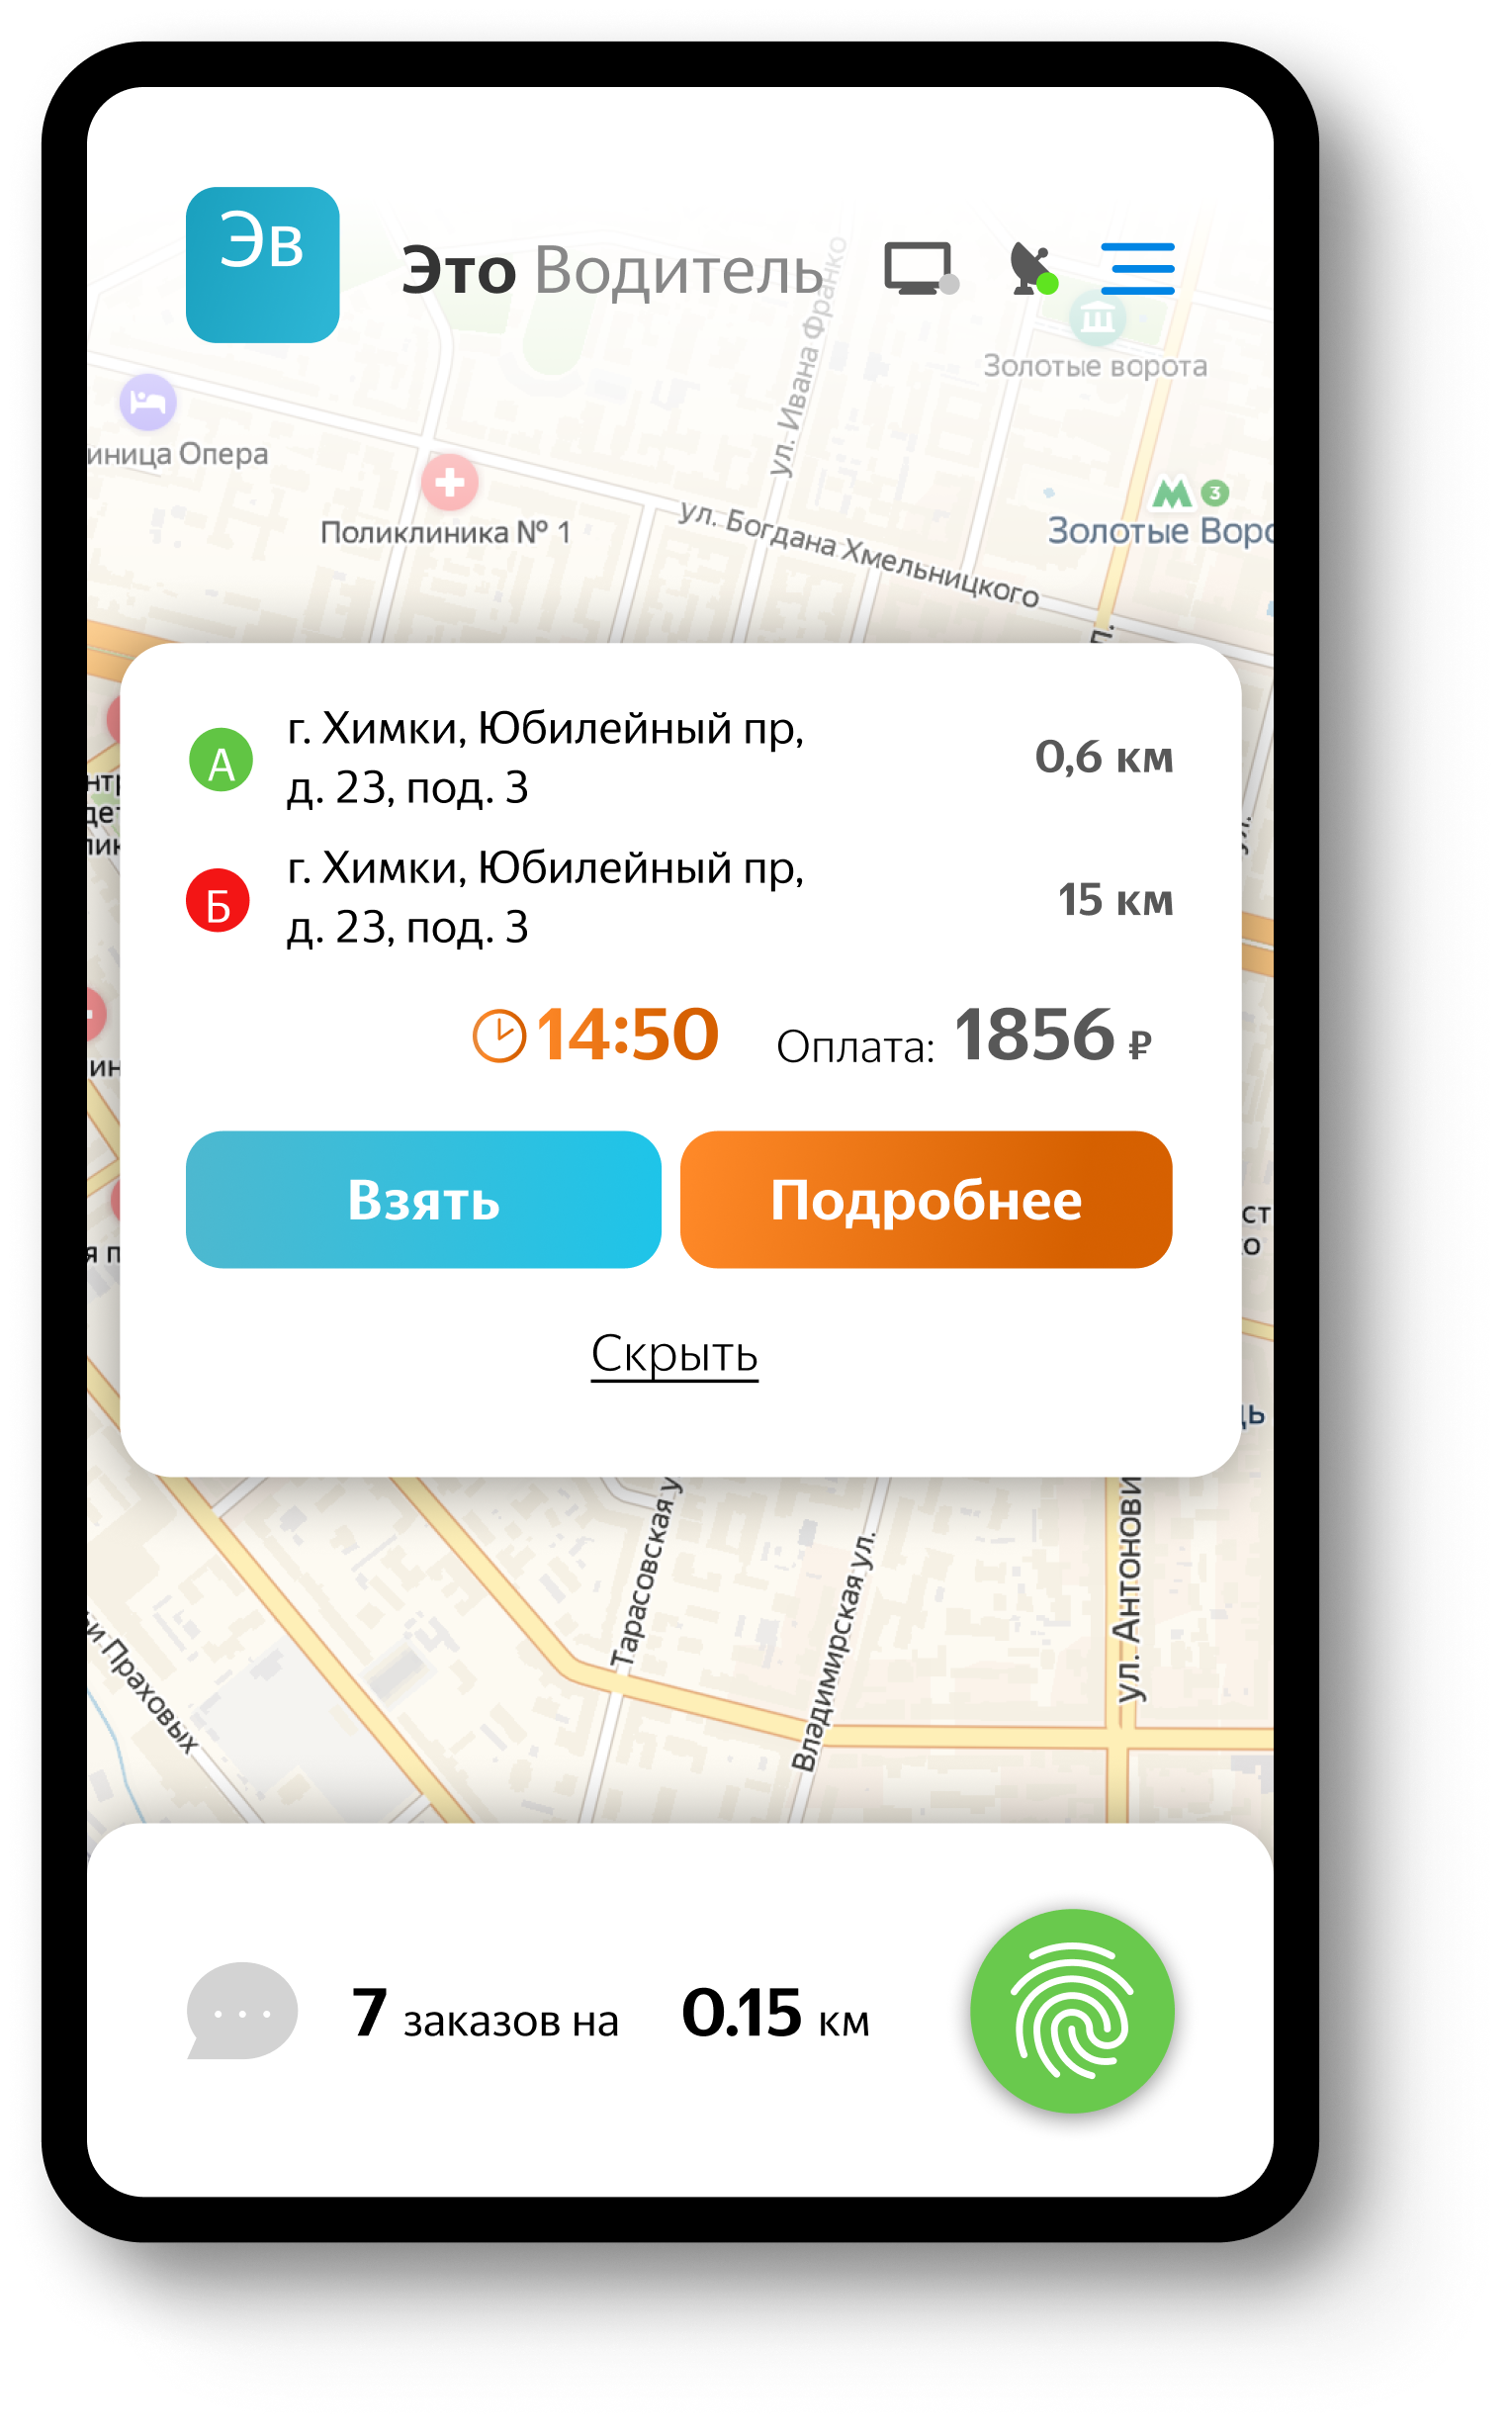 Эв
Это Водитель
Золотые ворота
ул. Ивана Франко
иница Опера
Поликлиника № 1
ул. Богдана Хмельницкого
3
Золотые Воро
г. Химки, Юбилейный пр,
А
0,6 км
д. 23, под. 3
г. Химки, Юбилейный пр,
Б
15 км
д. 23, под. 3
14:50 Оплата: 1856 ₽
Взять Подробнее
Скрыть
Тарасовская у
Владимирская ул.
ул. Антонови
и Праховых
7 заказов на 0.15 км